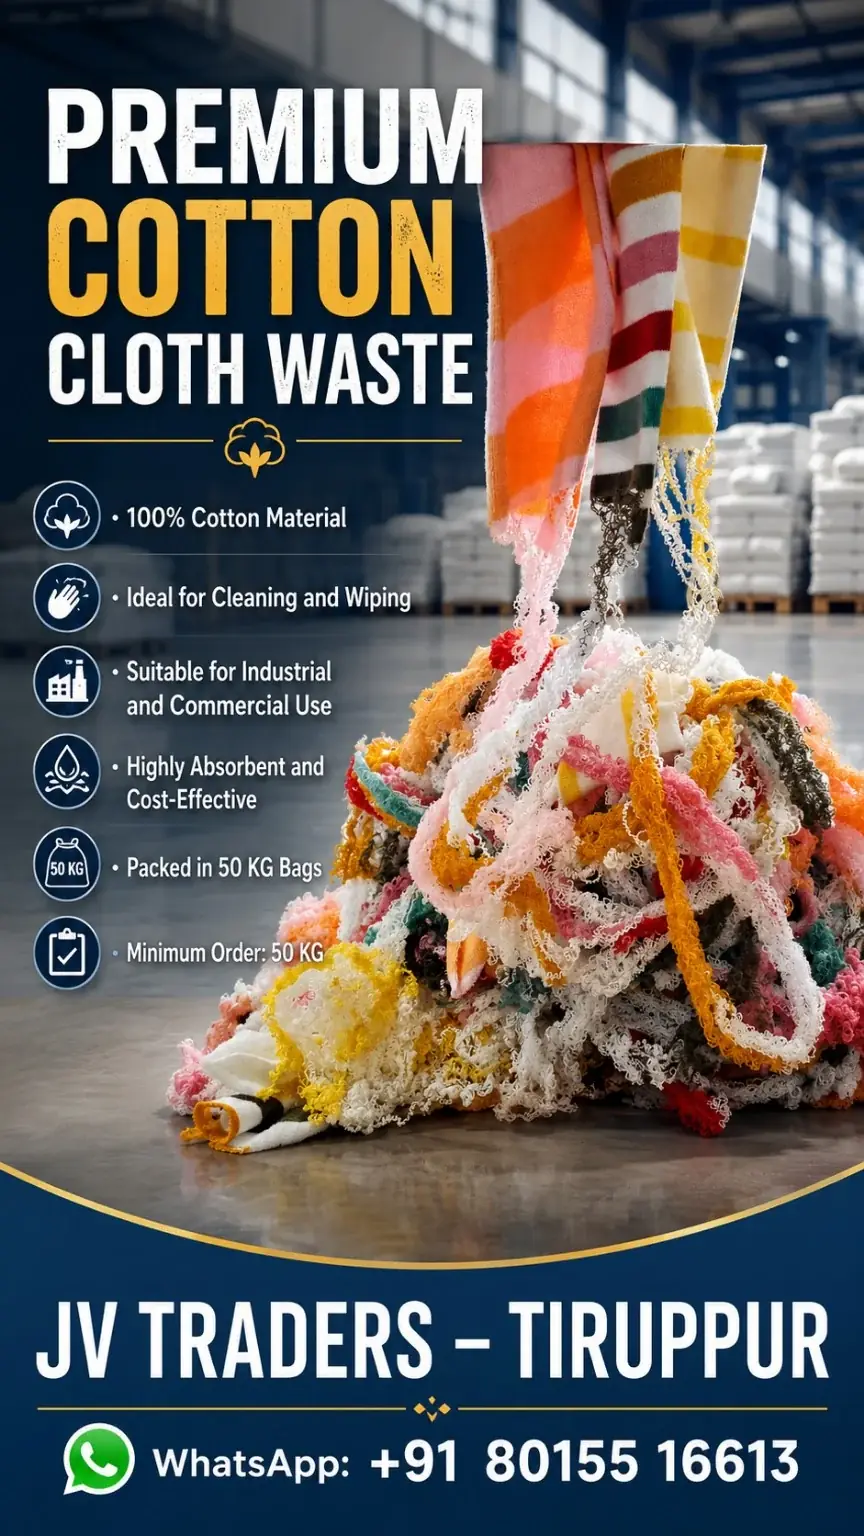 PREMIUM
COTTON
CLOTH WASTE
• 100% Cotton Material
• Ideal for Cleaning and Wiping
• Suitable for Industrial
and Commercial Use
• Highly Absorbent and
Cost-Effective
50 KG
• Packed in 50 KG Bags
• Minimum Order: 50 KG
JV TRADERS – TIRUPPUR
WhatsApp: +91 80155 16613